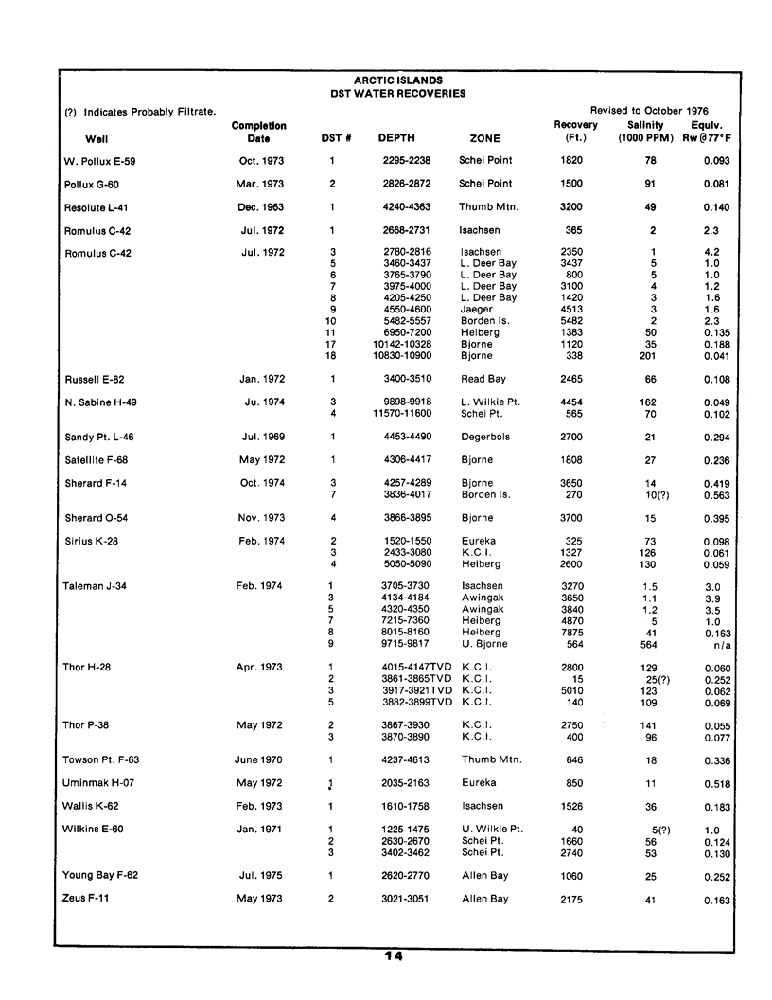 ARCTIC ISLANDS
DST WATER RECOVERIES
(?) Indicates Probably Filtrate. Revised to October 1976
Well Completion Date DST # DEPTH ZONE Recovery (Ft.) Salinity (1000 PPM) Equiv. Rw@77°F
W. Pollux E-59 Oct. 1973 1 2295-2238 Schei Point 1820 78 0.093
Pollux G-60 Mar. 1973 2 2826-2872 Schei Point 1500 91 0.081
Resolute L-41 Dec. 1963 1 4240-4363 Thumb Mtn. 3200 49 0.140
Romulus C-42 Jul. 1972 1 2668-2731 Isachsen 365 2 2.3
Romulus C-42 Jul. 1972 3 2780-2816 Isachsen 2350 1 4.2
5 3460-3437 L. Deer Bay 3437 5 1.0
6 3765-3790 L. Deer Bay 800 5 1.0
7 3975-4000 L. Deer Bay 3100 4 1.2
8 4205-4250 L. Deer Bay 1420 3 1.6
9 4550-4600 Jaeger 4513 3 1.6
10 5482-5557 Borden Is. 5482 2 2.3
11 6950-7200 Heiberg 1383 50 0.135
17 10142-10328 Bjorne 1120 35 0.188
18 10830-10900 Bjorne 338 201 0.041
Russell E-82 Jan. 1972 1 3400-3510 Read Bay 2465 66 0.108
N. Sabine H-49 Ju. 1974 3 9898-9918 L. Wilkie Pt. 4454 162 0.049
4 11570-11600 Schei Pt. 565 70 0.102
Sandy Pt. L-46 Jul. 1969 1 4453-4490 Degerbols 2700 21 0.294
Satellite F-68 May 1972 1 4306-4417 Bjorne 1808 27 0.236
Sherard F-14 Oct. 1974 3 4257-4289 Bjorne 3650 14 0.419
7 3836-4017 Borden Is. 270 10(?) 0.563
Sherard O-54 Nov. 1973 4 3866-3895 Bjorne 3700 15 0.395
Sirius K-28 Feb. 1974 2 1520-1550 Eureka 325 73 0.098
3 2433-3080 K.C.I. 1327 126 0.061
4 5050-5090 Heiberg 2600 130 0.059
Taleman J-34 Feb. 1974 1 3705-3730 Isachsen 3270 1.5 3.0
3 4134-4184 Awingak 3650 1.1 3.9
5 4320-4350 Awingak 3840 1.2 3.5
7 7215-7360 Heiberg 4870 5 1.0
8 8015-8160 Heiberg 7875 41 0.163
9 9715-9817 U. Bjorne 564 564 n/a
Thor H-28 Apr. 1973 1 4015-4147TVD K.C.I. 2800 129 0.060
2 3861-3865TVD K.C.I. 15 25(?) 0.252
3 3917-3921TVD K.C.I. 5010 123 0.062
5 3882-3899TVD K.C.I. 140 109 0.069
Thor P-38 May 1972 2 3867-3930 K.C.I. 2750 141 0.055
3 3870-3890 K.C.I. 400 96 0.077
Towson Pt. F-63 June 1970 1 4237-4613 Thumb Mtn. 646 18 0.336
Uminmak H-07 May 1972 1 2035-2163 Eureka 850 11 0.518
Wallis K-62 Feb. 1973 1 1610-1758 Isachsen 1526 36 0.183
Wilkins E-60 Jan. 1971 1 1225-1475 U. Wilkie Pt. 40 5(?) 1.0
2 2630-2670 Schei Pt. 1660 56 0.124
3 3402-3462 Schei Pt. 2740 53 0.130
Young Bay F-62 Jul. 1975 1 2620-2770 Allen Bay 1060 25 0.252
Zeus F-11 May 1973 2 3021-3051 Allen Bay 2175 41 0.163
14